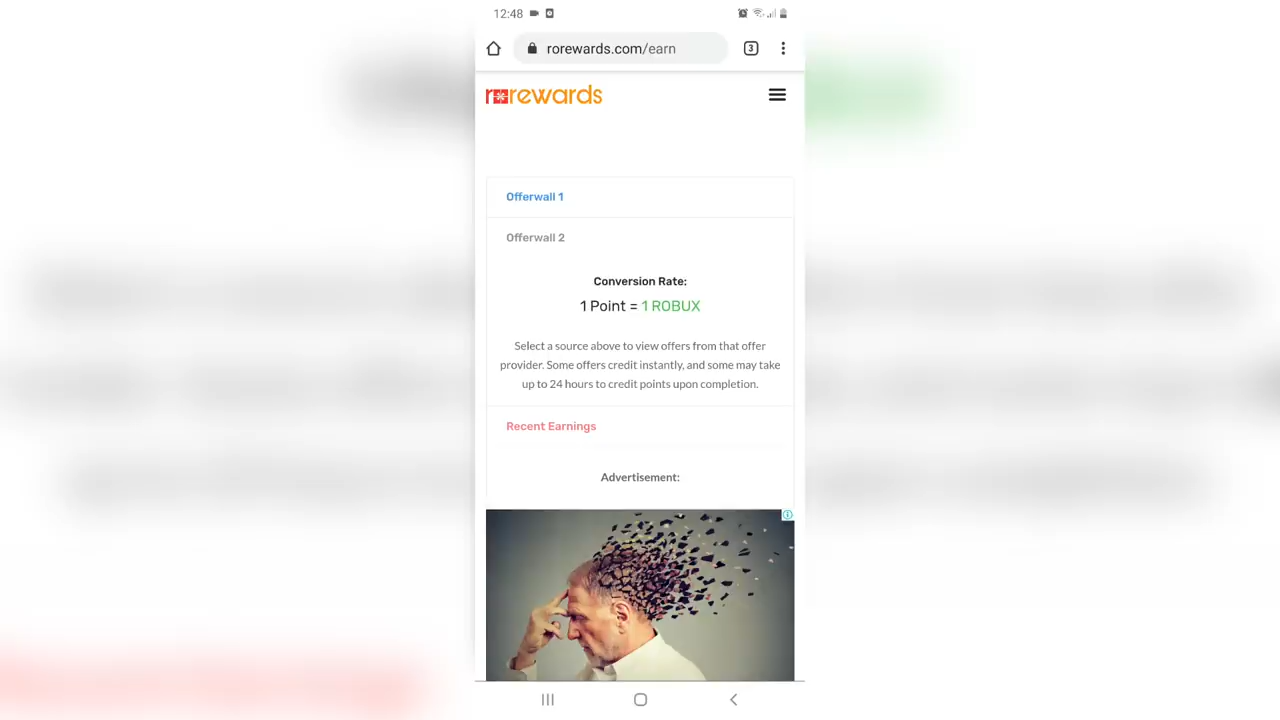 12:48
rorewards.com/earn
3
rorewards
Offerwall 1
Offerwall 2
Conversion Rate:
1 Point = 1 ROBUX
Select a source above to view offers from that offer
provider. Some offers credit instantly, and some may take
up to 24 hours to credit points upon completion.
Recent Earnings
Advertisement: